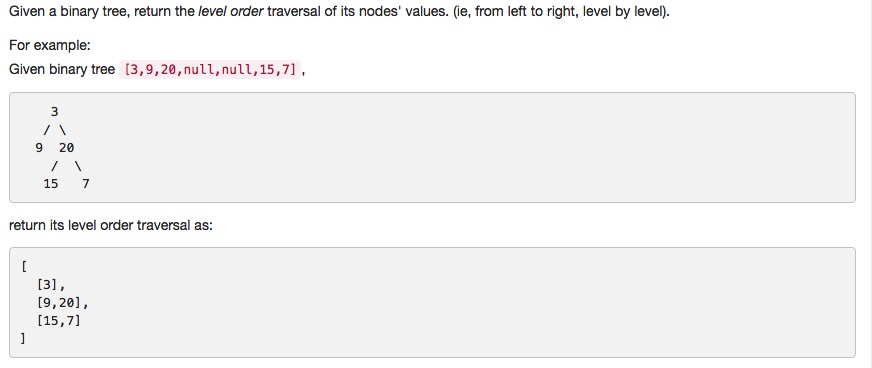 Given a binary tree, return the level order traversal of its nodes' values. (ie, from left to right, level by level).
For example:
Given binary tree [3,9,20,null,null,15,7],
    3
   / \
  9  20
    /  \
   15   7
return its level order traversal as:
[
  [3],
  [9,20],
  [15,7]
]